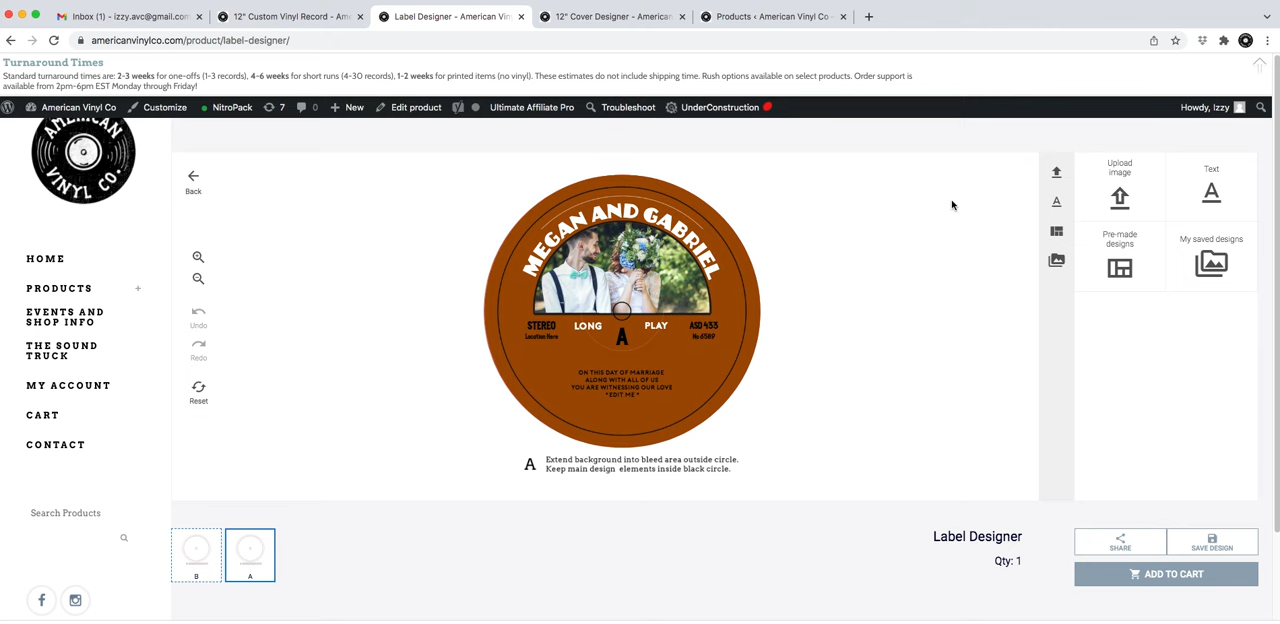 Inbox (1) - izzy.avc@gmail.com
12" Custom Vinyl Record - Ame
Label Designer - American Viny
12" Cover Designer - American
Products ‹ American Vinyl Co -
americanvinylco.com/product/label-designer/
Turnaround Times
Standard turnaround times are: 2-3 weeks for one-offs (1-3 records), 4-6 weeks for short runs (4-30 records), 1-2 weeks for printed items (no vinyl). These estimates do not include shipping time. Rush options available on select products. Order support is
available from 2pm-6pm EST Monday through Friday!
American Vinyl Co
Customize
NitroPack
7
0
New
Edit product
Ultimate Affiliate Pro
Troubleshoot
UnderConstruction
Howdy, Izzy
AMERICAN
VINYL CO.
HOME
PRODUCTS +
EVENTS AND
SHOP INFO
THE SOUND
TRUCK
MY ACCOUNT
CART
CONTACT
Search Products
Back
Undo
Redo
Reset
MEGAN AND GABRIEL
STEREO
Location Here
LONG
A
PLAY
ASD 433
No 6589
ON THIS DAY OF MARRIAGE
ALONG WITH ALL OF US
YOU ARE WITNESSING OUR LOVE
*EDIT ME *
A
Extend background into bleed area outside circle.
Keep main design elements inside black circle.
Upload
image
Text
A
A
Pre-made
designs
My saved designs
B
A
Label Designer
Qty: 1
SHARE
SAVE DESIGN
ADD TO CART